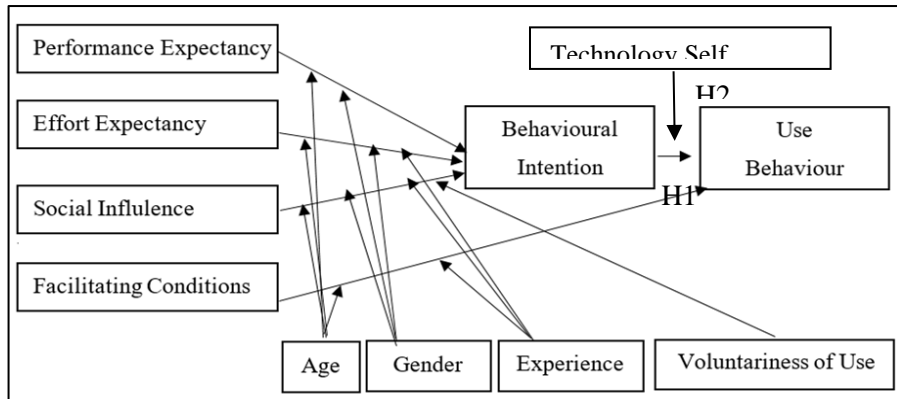 Performance Expectancy
Technology Self
H2
Effort Expectancy
Behavioural
Intention
Use
Behaviour
H1
Social Influlence
Facilitating Conditions
Age
Gender
Experience
Voluntariness of Use